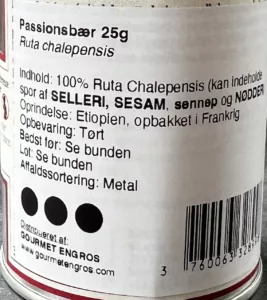 Passionsbær 25g
Ruta chalepensis
Indhold: 100% Ruta Chalepensis (kan indeholde
spor af SELLERI, SESAM, sennep og NØDDER
Oprindelse: Etiopien, opbakket i Frankrig
Opbevaring: Tørt
Bedst før: Se bunden
Lot: Se bunden
Affaldssortering: Metal
Distribueret af:
GOURMET ENGROS
www.gourmetengros.com
3 760063